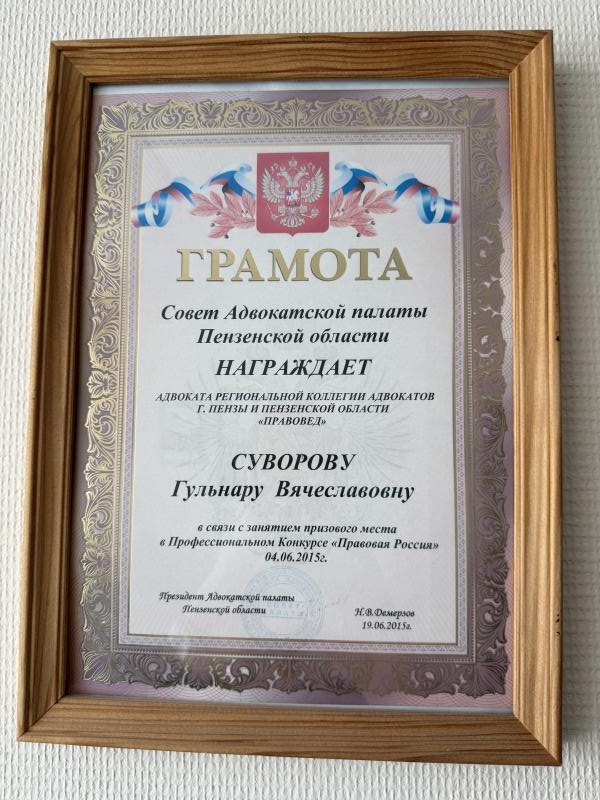 ГРАМОТА
Совет Адвокатской палаты
Пензенской области
НАГРАЖДАЕТ
АДВОКАТА РЕГИОНАЛЬНОЙ КОЛЛЕГИИ АДВОКАТОВ
Г. ПЕНЗЫ И ПЕНЗЕНСКОЙ ОБЛАСТИ
«ПРАВОВЕД»
СУВОРОВУ
Гульнару Вячеславовну
в связи с занятием призового места
в Профессиональном Конкурсе «Правовая Россия»
04.06.2015г.
Президент Адвокатской палаты
Пензенской области
Н.В.Демерзов
19.06.2015г.